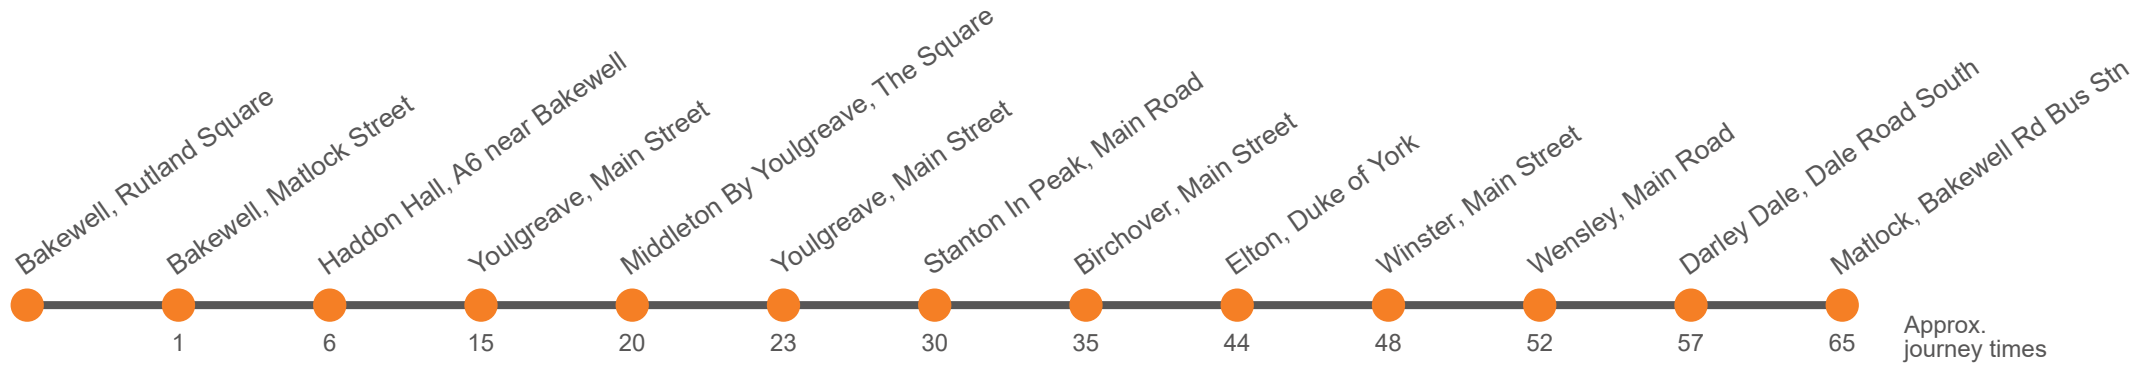 Bakewell, Rutland Square
Bakewell, Matlock Street
Haddon Hall, A6 near Bakewell
Youlgreave, Main Street
Middleton By Youlgreave, The Square
Youlgreave, Main Street
Stanton In Peak, Main Road
Birchover, Main Street
Elton, Duke of York
Winster, Main Street
Wensley, Main Road
Darley Dale, Dale Road South
Matlock, Bakewell Rd Bus Stn
1
6
15
20
23
30
35
44
48
52
57
65
Approx.
journey times